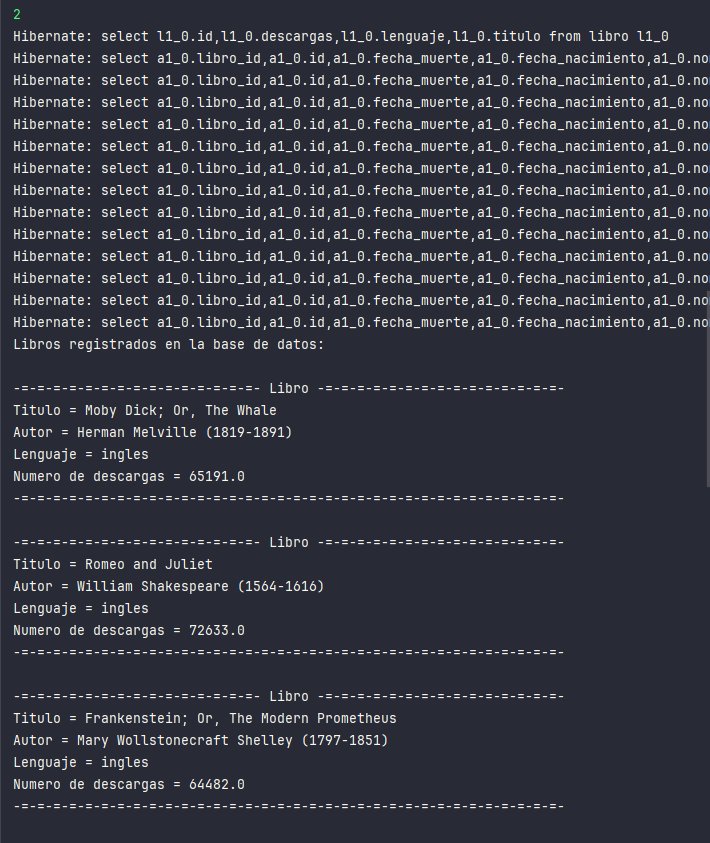 2
Hibernate: select l1_0.id,l1_0.descargas,l1_0.lenguaje,l1_0.titulo from libro l1_0
Hibernate: select a1_0.libro_id,a1_0.id,a1_0.fecha_muerte,a1_0.fecha_nacimiento,a1_0.no
Hibernate: select a1_0.libro_id,a1_0.id,a1_0.fecha_muerte,a1_0.fecha_nacimiento,a1_0.no
Hibernate: select a1_0.libro_id,a1_0.id,a1_0.fecha_muerte,a1_0.fecha_nacimiento,a1_0.no
Hibernate: select a1_0.libro_id,a1_0.id,a1_0.fecha_muerte,a1_0.fecha_nacimiento,a1_0.no
Hibernate: select a1_0.libro_id,a1_0.id,a1_0.fecha_muerte,a1_0.fecha_nacimiento,a1_0.no
Hibernate: select a1_0.libro_id,a1_0.id,a1_0.fecha_muerte,a1_0.fecha_nacimiento,a1_0.no
Hibernate: select a1_0.libro_id,a1_0.id,a1_0.fecha_muerte,a1_0.fecha_nacimiento,a1_0.no
Hibernate: select a1_0.libro_id,a1_0.id,a1_0.fecha_muerte,a1_0.fecha_nacimiento,a1_0.no
Hibernate: select a1_0.libro_id,a1_0.id,a1_0.fecha_muerte,a1_0.fecha_nacimiento,a1_0.no
Hibernate: select a1_0.libro_id,a1_0.id,a1_0.fecha_muerte,a1_0.fecha_nacimiento,a1_0.no
Hibernate: select a1_0.libro_id,a1_0.id,a1_0.fecha_muerte,a1_0.fecha_nacimiento,a1_0.no
Hibernate: select a1_0.libro_id,a1_0.id,a1_0.fecha_muerte,a1_0.fecha_nacimiento,a1_0.no
Hibernate: select a1_0.libro_id,a1_0.id,a1_0.fecha_muerte,a1_0.fecha_nacimiento,a1_0.no
Libros registrados en la base de datos:
-=-=-=-=-=-=-=-=-=-=-=-=-=-=-=- Libro -=-=-=-=-=-=-=-=-=-=-=-=-=-=-=-
Titulo = Moby Dick; Or, The Whale
Autor = Herman Melville (1819-1891)
Lenguaje = ingles
Numero de descargas = 65191.0
-=-=-=-=-=-=-=-=-=-=-=-=-=-=-=-=-=-=-=-=-=-=-=-=-=-=-=-=-=-=-=-=-=-=-
-=-=-=-=-=-=-=-=-=-=-=-=-=-=-=- Libro -=-=-=-=-=-=-=-=-=-=-=-=-=-=-=-
Titulo = Romeo and Juliet
Autor = William Shakespeare (1564-1616)
Lenguaje = ingles
Numero de descargas = 72633.0
-=-=-=-=-=-=-=-=-=-=-=-=-=-=-=-=-=-=-=-=-=-=-=-=-=-=-=-=-=-=-=-=-=-=-
-=-=-=-=-=-=-=-=-=-=-=-=-=-=-=- Libro -=-=-=-=-=-=-=-=-=-=-=-=-=-=-=-
Titulo = Frankenstein; Or, The Modern Prometheus
Autor = Mary Wollstonecraft Shelley (1797-1851)
Lenguaje = ingles
Numero de descargas = 64482.0
-=-=-=-=-=-=-=-=-=-=-=-=-=-=-=-=-=-=-=-=-=-=-=-=-=-=-=-=-=-=-=-=-=-=-